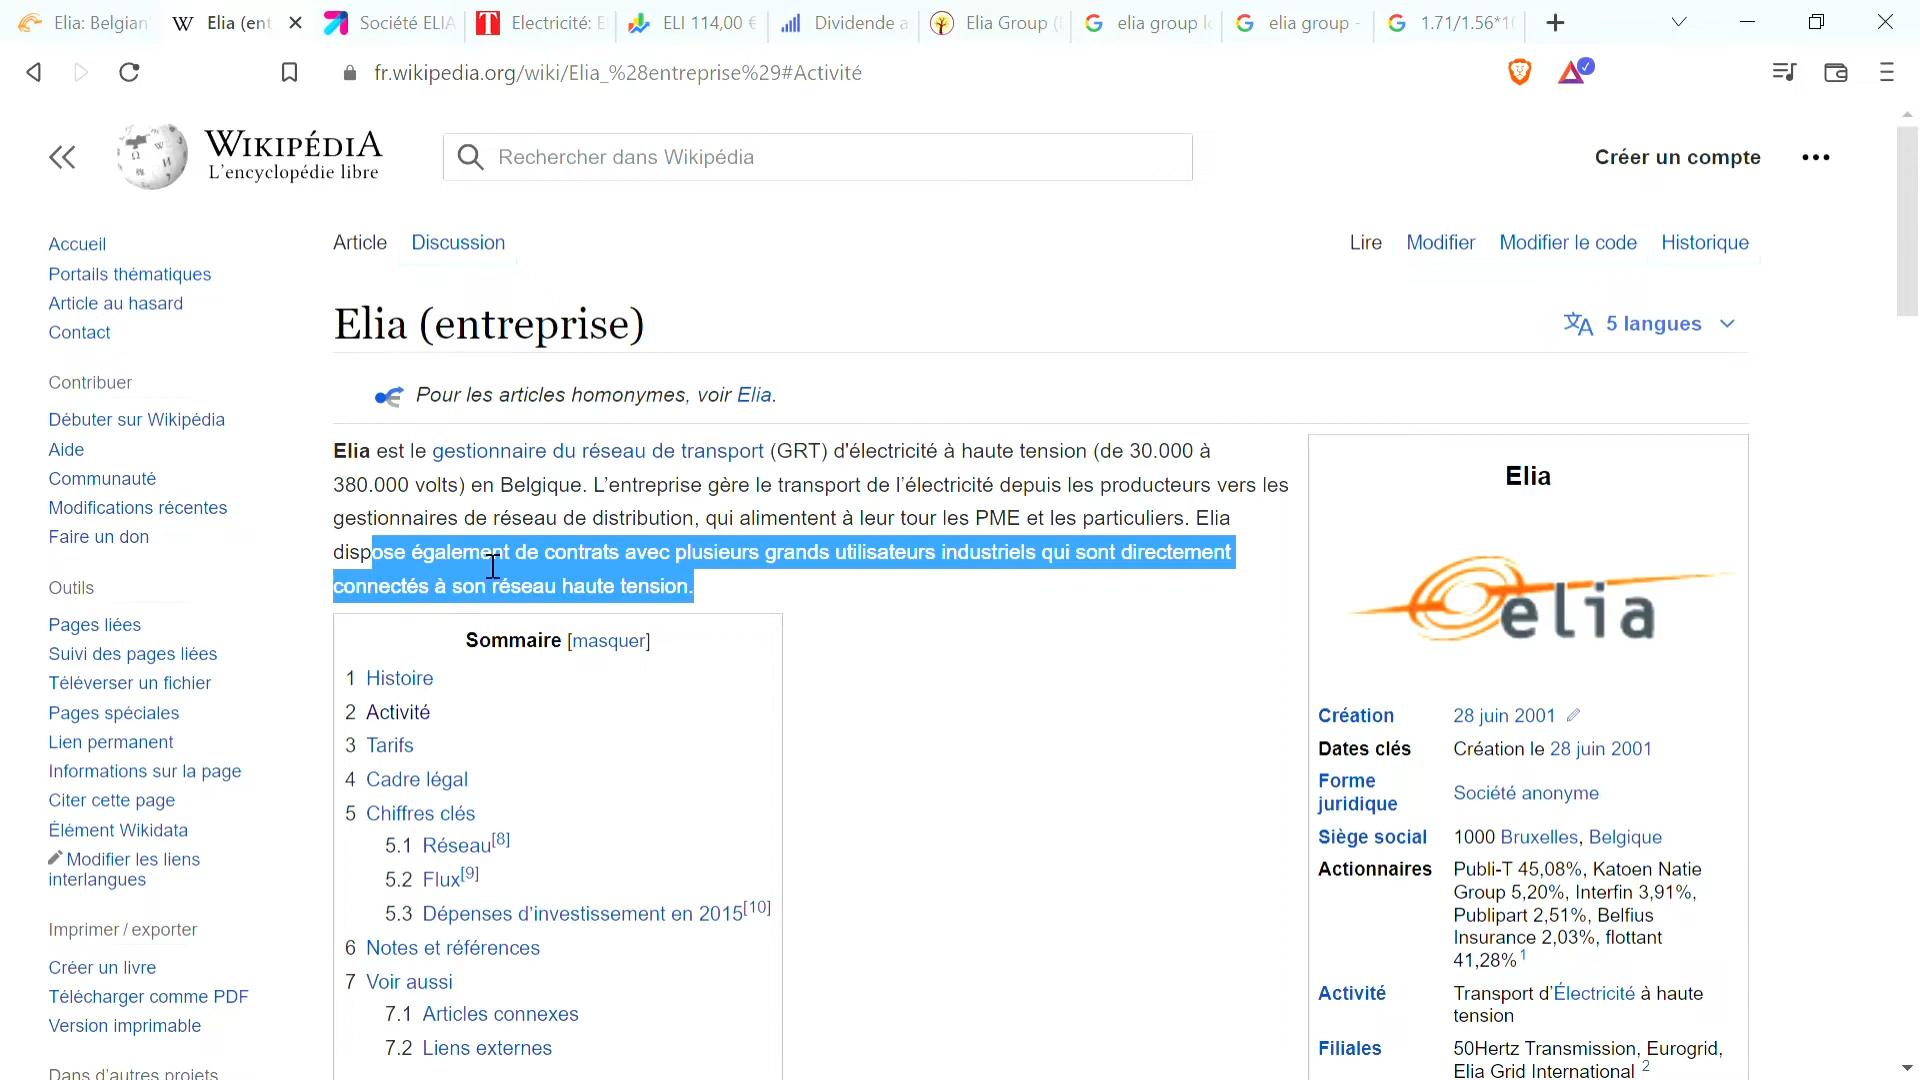 Elia: Belgian
W Elia (ent
Société ELIA
Electricité: E
ELI 114,00 €
Dividende a
Elia Group (
elia group lo
elia group -
1.71/1.56*10
fr.wikipedia.org/wiki/Elia_%28entreprise%29#Activité
WIKIPÉDIA
L'encyclopédie libre
Rechercher dans Wikipédia
Créer un compte
Accueil
Portails thématiques
Article au hasard
Contact
Contribuer
Débuter sur Wikipédia
Aide
Communauté
Modifications récentes
Faire un don
Outils
Pages liées
Suivi des pages liées
Téléverser un fichier
Pages spéciales
Lien permanent
Informations sur la page
Citer cette page
Élément Wikidata
Modifier les liens
interlangues
Imprimer / exporter
Créer un livre
Télécharger comme PDF
Version imprimable
Dans d'autres projets
Article Discussion
Lire Modifier Modifier le code Historique
Elia (entreprise)
5 langues
Pour les articles homonymes, voir Elia.
Elia est le gestionnaire du réseau de transport (GRT) d'électricité à haute tension (de 30.000 à
380.000 volts) en Belgique. L'entreprise gère le transport de l'électricité depuis les producteurs vers les
gestionnaires de réseau de distribution, qui alimentent à leur tour les PME et les particuliers. Elia
dispose également de contrats avec plusieurs grands utilisateurs industriels qui sont directement
connectés à son réseau haute tension.
Sommaire [masquer]
1 Histoire
2 Activité
3 Tarifs
4 Cadre légal
5 Chiffres clés
5.1 Réseau[8]
5.2 Flux[9]
5.3 Dépenses d'investissement en 2015[10]
6 Notes et références
7 Voir aussi
7.1 Articles connexes
7.2 Liens externes
Elia
elia
Création 28 juin 2001
Dates clés Création le 28 juin 2001
Forme juridique Société anonyme
Siège social 1000 Bruxelles, Belgique
Actionnaires Publi-T 45,08%, Katoen Natie
Group 5,20%, Interfin 3,91%,
Publipart 2,51%, Belfius
Insurance 2,03%, flottant
41,28% 1
Activité Transport d'Électricité à haute
tension
Filiales 50Hertz Transmission, Eurogrid,
Elia Grid International 2